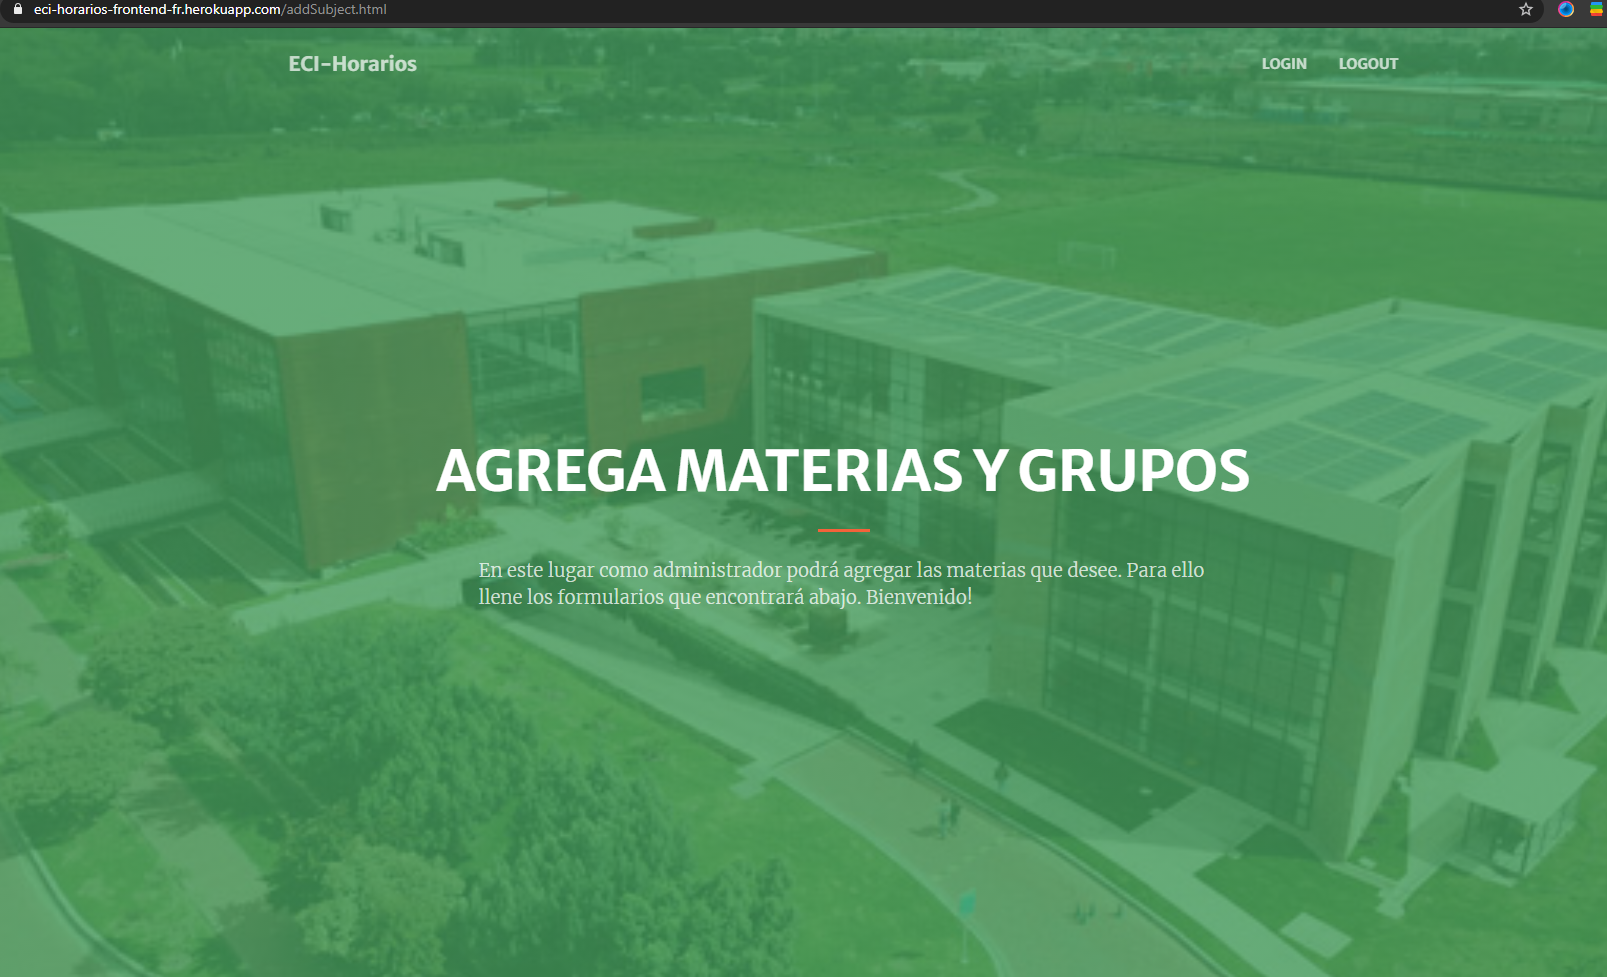 eci-horarios-frontend-fr.herokuapp.com/addSubject.html
ECI-Horarios
LOGIN
LOGOUT
AGREGA MATERIAS Y GRUPOS
En este lugar como administrador podrá agregar las materias que desee. Para ello
llene los formularios que encontrará abajo. Bienvenido!